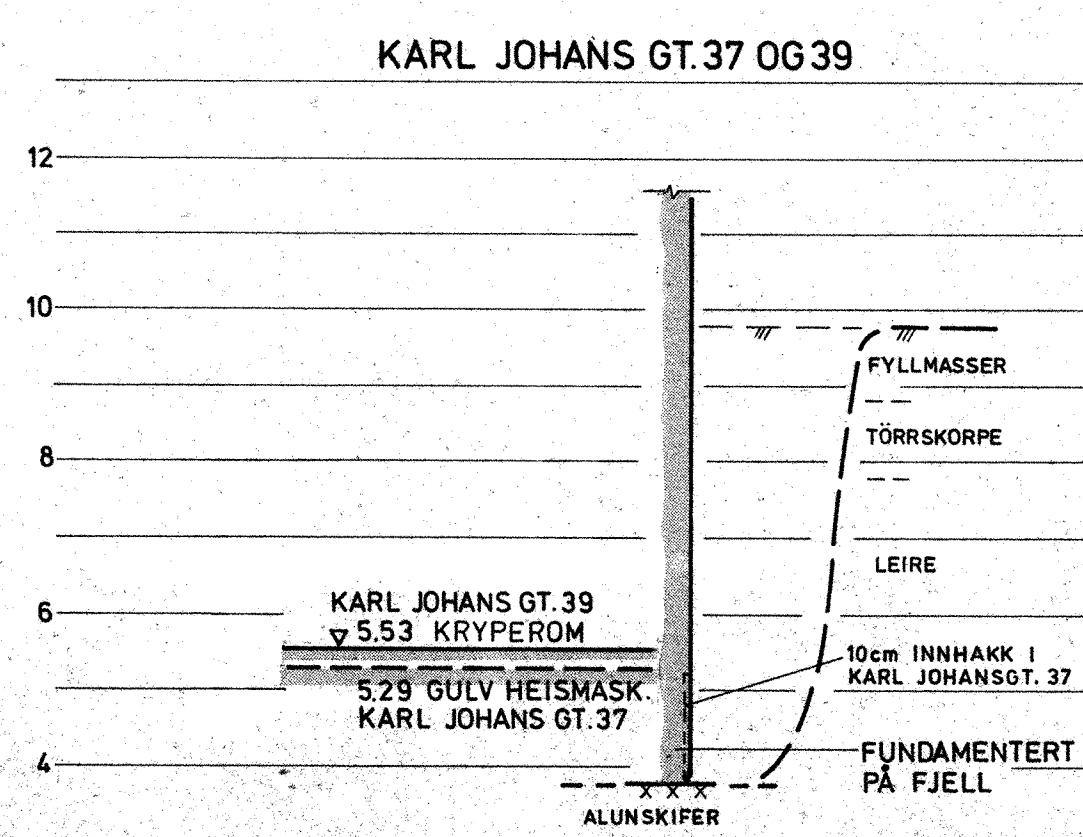 KARL JOHANS GT. 37 OG 39
12
10
FYLLMASSER
TÖRRSKORPE
8
LEIRE
6
KARL JOHANS GT. 39
5.53 KRYPEROM
10cm INNHAKK I
KARL JOHANSGT. 37
5.29 GULV HEISMASK.
KARL JOHANS GT. 37
4
FUNDAMENTERT
PÅ FJELL
X X X
ALUNSKIFER